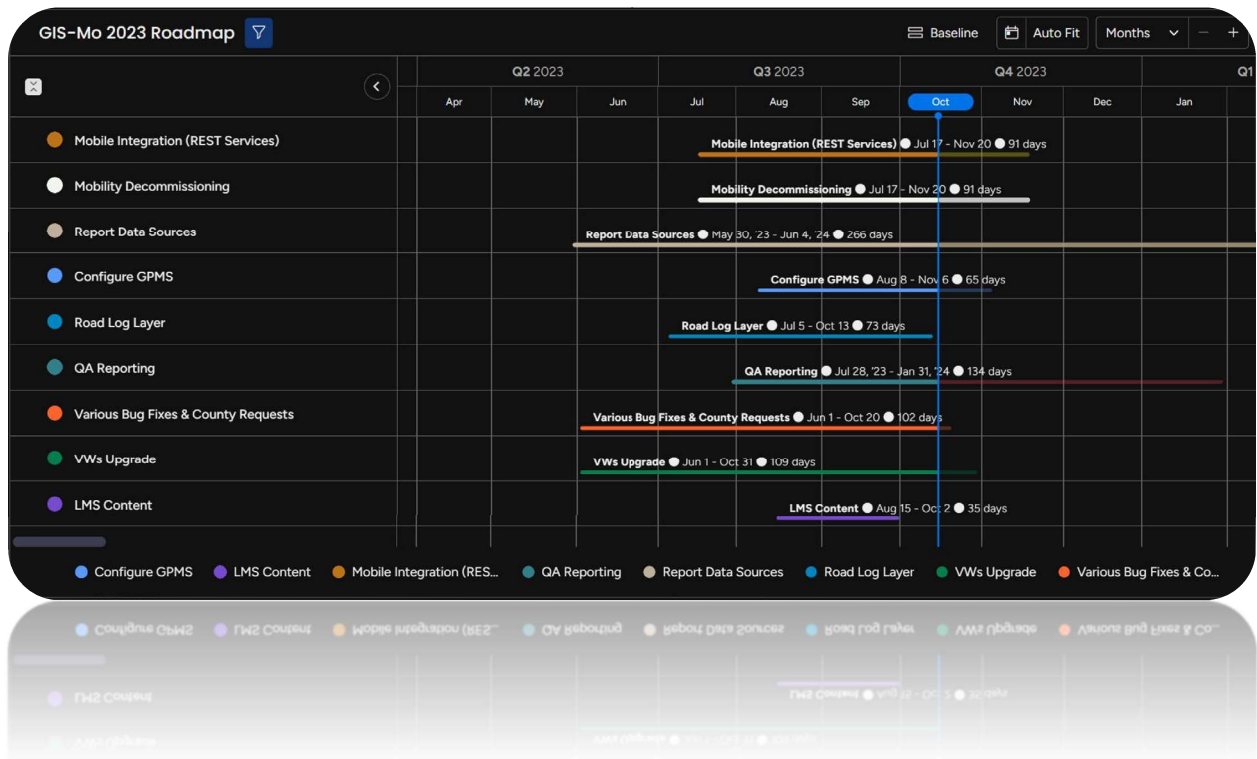 GIS-Mo 2023 Roadmap
Baseline
Auto Fit
Months
Q2 2023
Q3 2023
Q4 2023
Q1
Apr
May
Jun
Jul
Aug
Sep
Oct
Nov
Dec
Jan
Mobile Integration (REST Services)
Mobile Integration (REST Services) Jul 17 - Nov 20 91 days
Mobility Decommissioning
Mobility Decommissioning Jul 17 - Nov 20 91 days
Report Data Sources
Report Data Sources May 30, '23 - Jun 4, '24 266 days
Configure GPMS
Configure GPMS Aug 8 - Nov 6 65 days
Road Log Layer
Road Log Layer Jul 5 - Oct 13 73 days
QA Reporting
QA Reporting Jul 28, '23 - Jan 31, '24 134 days
Various Bug Fixes & County Requests
Various Bug Fixes & County Requests Jun 1 - Oct 20 102 days
VWs Upgrade
VWs Upgrade Jun 1 - Oct 31 109 days
LMS Content
LMS Content Aug 15 - Oct 2 35 days
Configure GPMS LMS Content Mobile Integration (RES... QA Reporting Report Data Sources Road Log Layer VWs Upgrade Various Bug Fixes & Co...